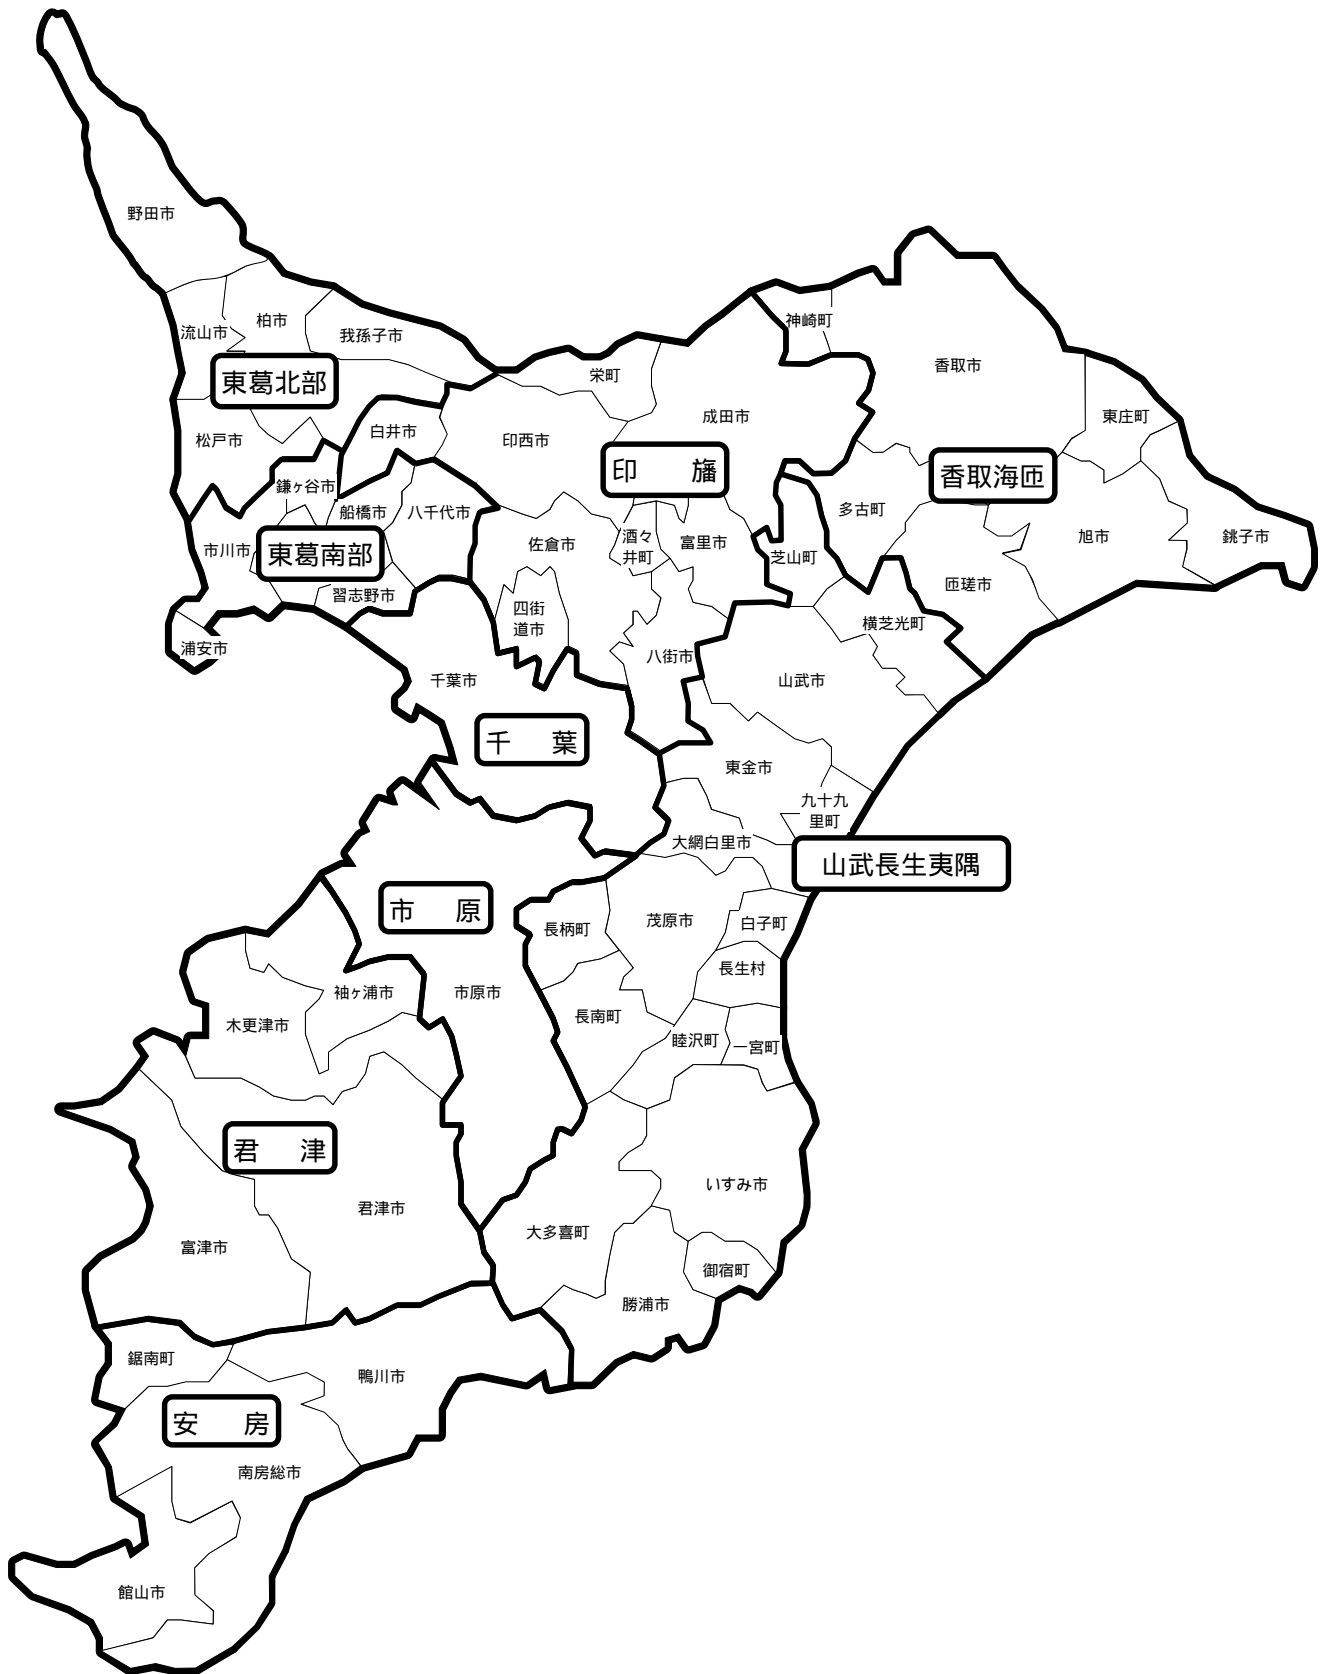 野田市
流山市
柏市
我孫子市
東葛北部
松戸市
白井市
鎌ヶ谷市
船橋市
八千代市
市川市
東葛南部
習志野市
浦安市
栄町
成田市
印西市
印　旛
佐倉市
酒々
井町
富里市
四街
道市
八街市
神崎町
香取市
東庄町
香取海匝
多古町
旭市
銚子市
匝瑳市
芝山町
横芝光町
山武市
東金市
九十九
里町
大網白里市
山武長生夷隅
千葉市
千　葉
市　原
市原市
長柄町
茂原市
白子町
長生村
長南町
睦沢町
一宮町
いすみ市
大多喜町
御宿町
勝浦市
袖ヶ浦市
木更津市
君　津
君津市
富津市
鋸南町
鴨川市
安　房
南房総市
館山市